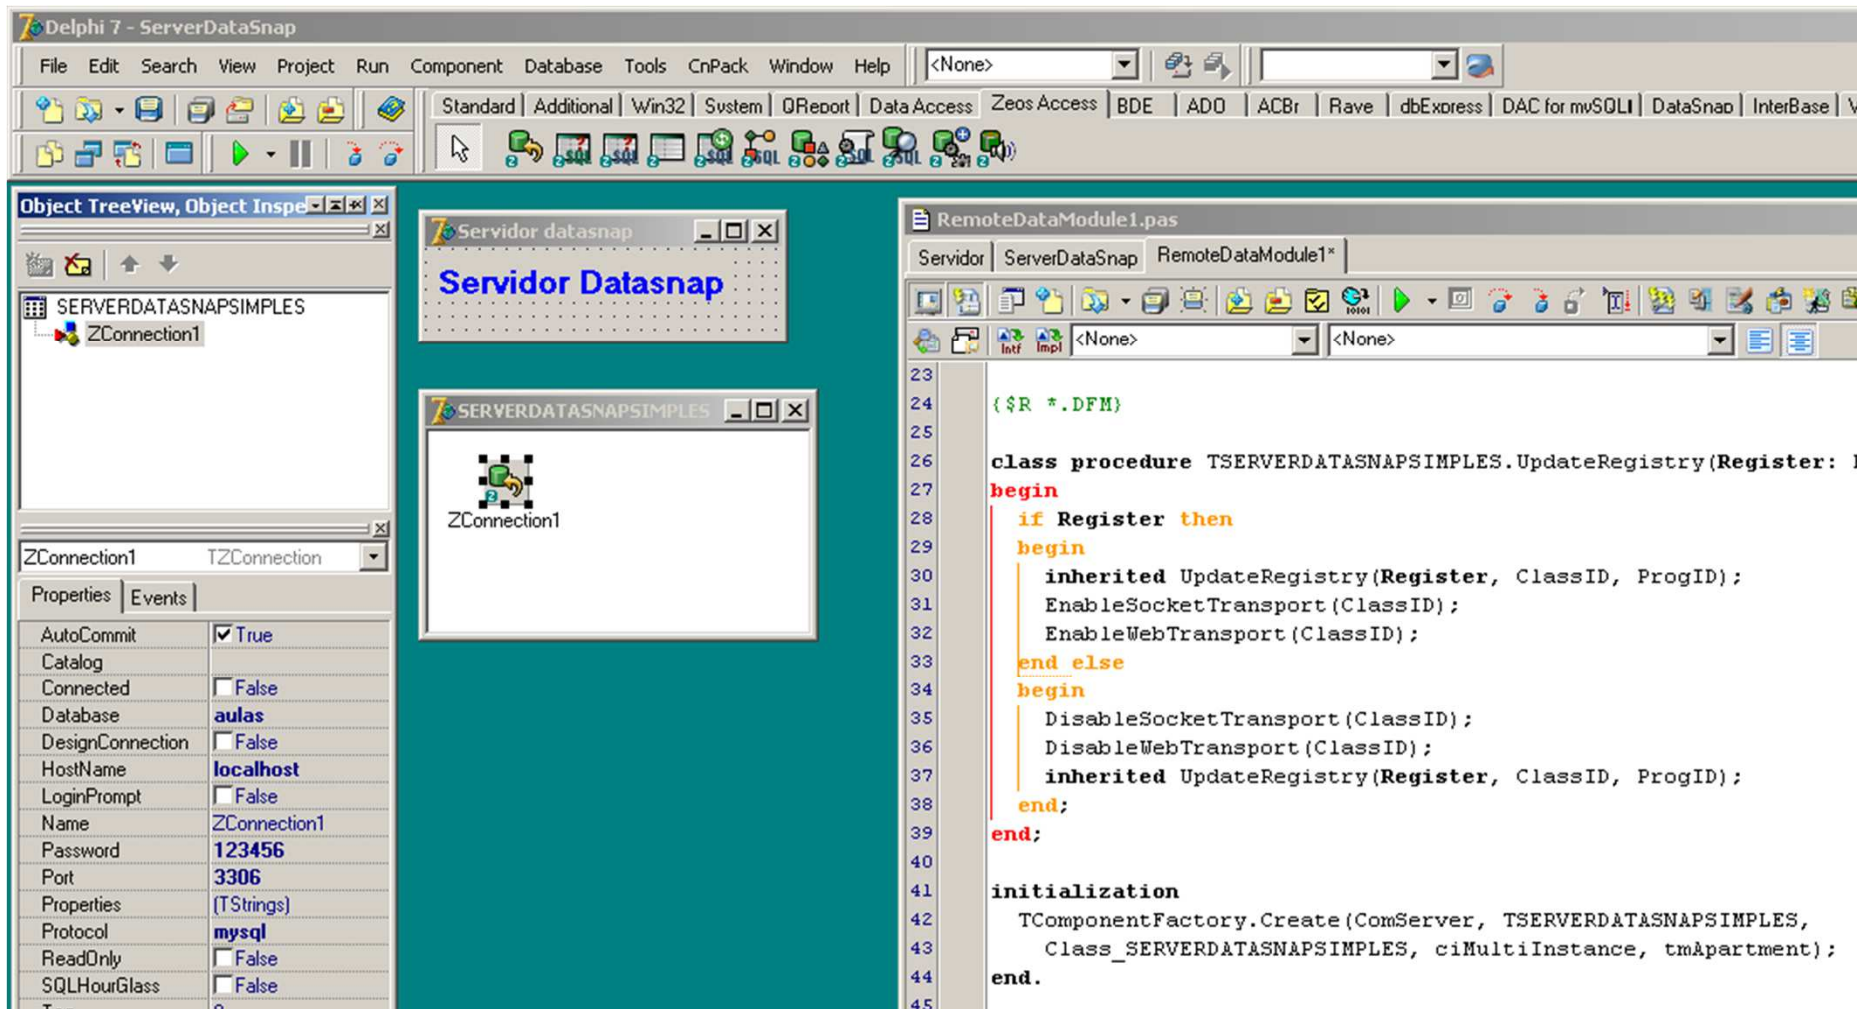 Delphi 7 - ServerDataSnap
File Edit Search View Project Run Component Database Tools CnPack Window Help <None>
Standard Additional Win32 System QReport Data Access Zeos Access BDE ADO ACBr Rave dbExpress DAC for mySQL DataSnap InterBase
Object TreeView, Object Inspe
SERVERDATASNAPSIMPLES
ZConnection1
ZConnection1 TZConnection
Properties Events
AutoCommit True
Catalog
Connected False
Database aulas
DesignConnection False
HostName localhost
LoginPrompt False
Name ZConnection1
Password 123456
Port 3306
Properties (TStrings)
Protocol mysql
ReadOnly False
SQLHourGlass False
Servidor datasnap
Servidor Datasnap
SERVERDATASNAPSIMPLES
ZConnection1
RemoteDataModule1.pas
Servidor ServerDataSnap RemoteDataModule1*
Intf Impl <None> <None>
23
24 {$R *.DFM}
25
26 class procedure TSERVERDATASNAPSIMPLES.UpdateRegistry(Register:
27 begin
28 if Register then
29 begin
30 inherited UpdateRegistry(Register, ClassID, ProgID);
31 EnableSocketTransport(ClassID);
32 EnableWebTransport(ClassID);
33 end else
34 begin
35 DisableSocketTransport(ClassID);
36 DisableWebTransport(ClassID);
37 inherited UpdateRegistry(Register, ClassID, ProgID);
38 end;
39 end;
40
41 initialization
42 TComponentFactory.Create(ComServer, TSERVERDATASNAPSIMPLES,
43 Class_SERVERDATASNAPSIMPLES, ciMultiInstance, tmApartment);
44 end.
45